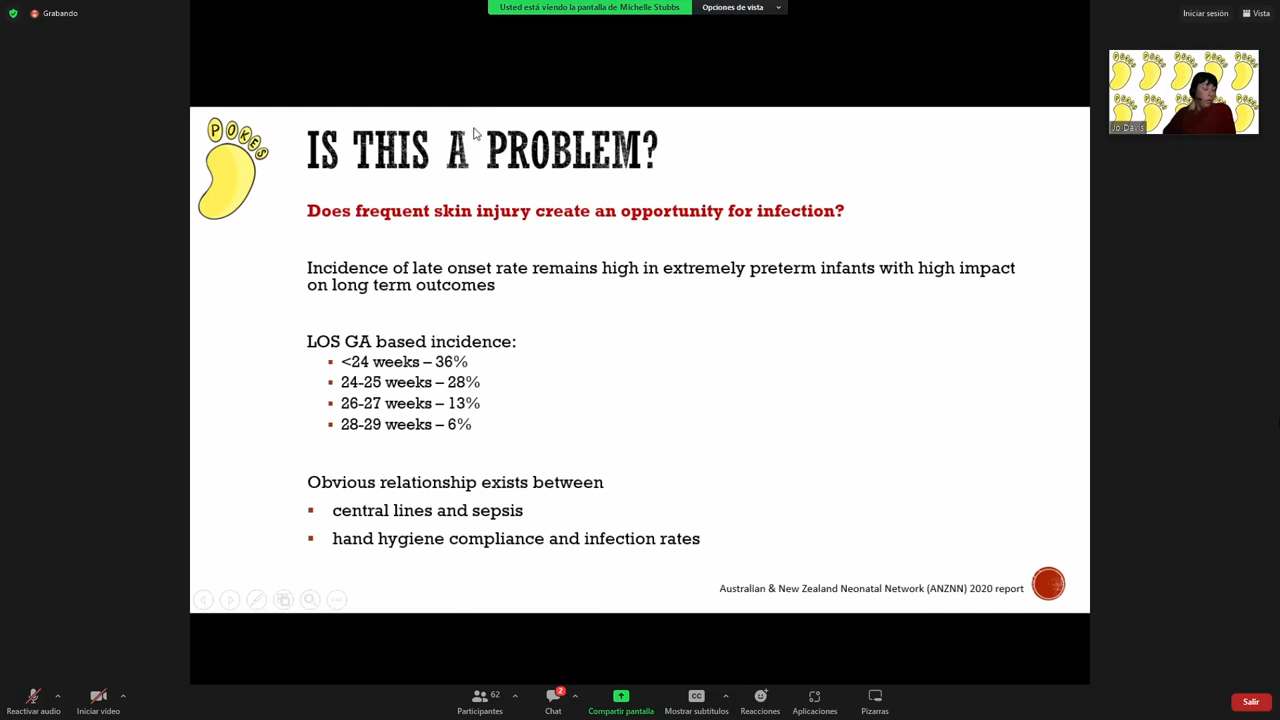 Grabando
Usted está viendo la pantalla de Michelle Stubbs
Opciones de vista
Iniciar sesión
Vista
POKES
IS THIS A PROBLEM?
Does frequent skin injury create an opportunity for infection?
Incidence of late onset rate remains high in extremely preterm infants with high impact
on long term outcomes
LOS GA based incidence:
▪ <24 weeks – 36%
▪ 24-25 weeks – 28%
▪ 26-27 weeks – 13%
▪ 28-29 weeks – 6%
Obvious relationship exists between
▪ central lines and sepsis
▪ hand hygiene compliance and infection rates
Australian & New Zealand Neonatal Network (ANZNN) 2020 report
Jo Davis
Reactivar audio
Iniciar video
62
Participantes
2
Chat
Compartir pantalla
CC
Mostrar subtítulos
Reacciones
Aplicaciones
Pizarras
Salir